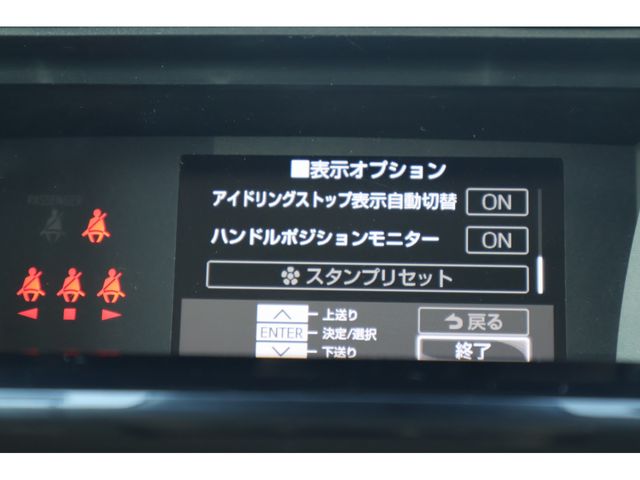 ■表示オプション
アイドリングストップ表示自動切替 ON
ハンドルポジションモニター ON
スタンプリセット
上送り 戻る
ENTER 決定/選択
下送り 終了
PASSENGER